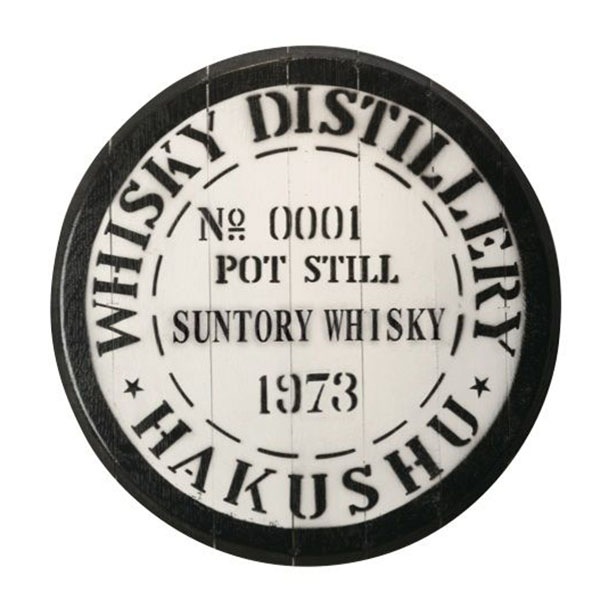 WHISKY DISTILLERY
№ 0001
POT STILL
SUNTORY WHISKY
1973
★ HAKUSHU ★